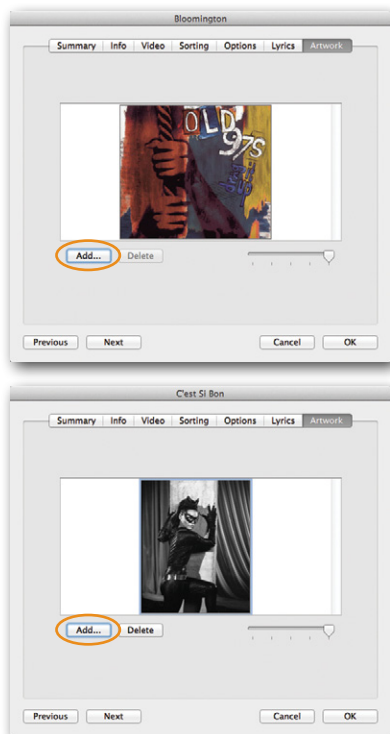 Bloomington
Summary Info Video Sorting Options Lyrics Artwork
OLD
97's
Add... Delete
Previous Next Cancel OK
C'est Si Bon
Summary Info Video Sorting Options Lyrics Artwork
Add... Delete
Previous Next Cancel OK